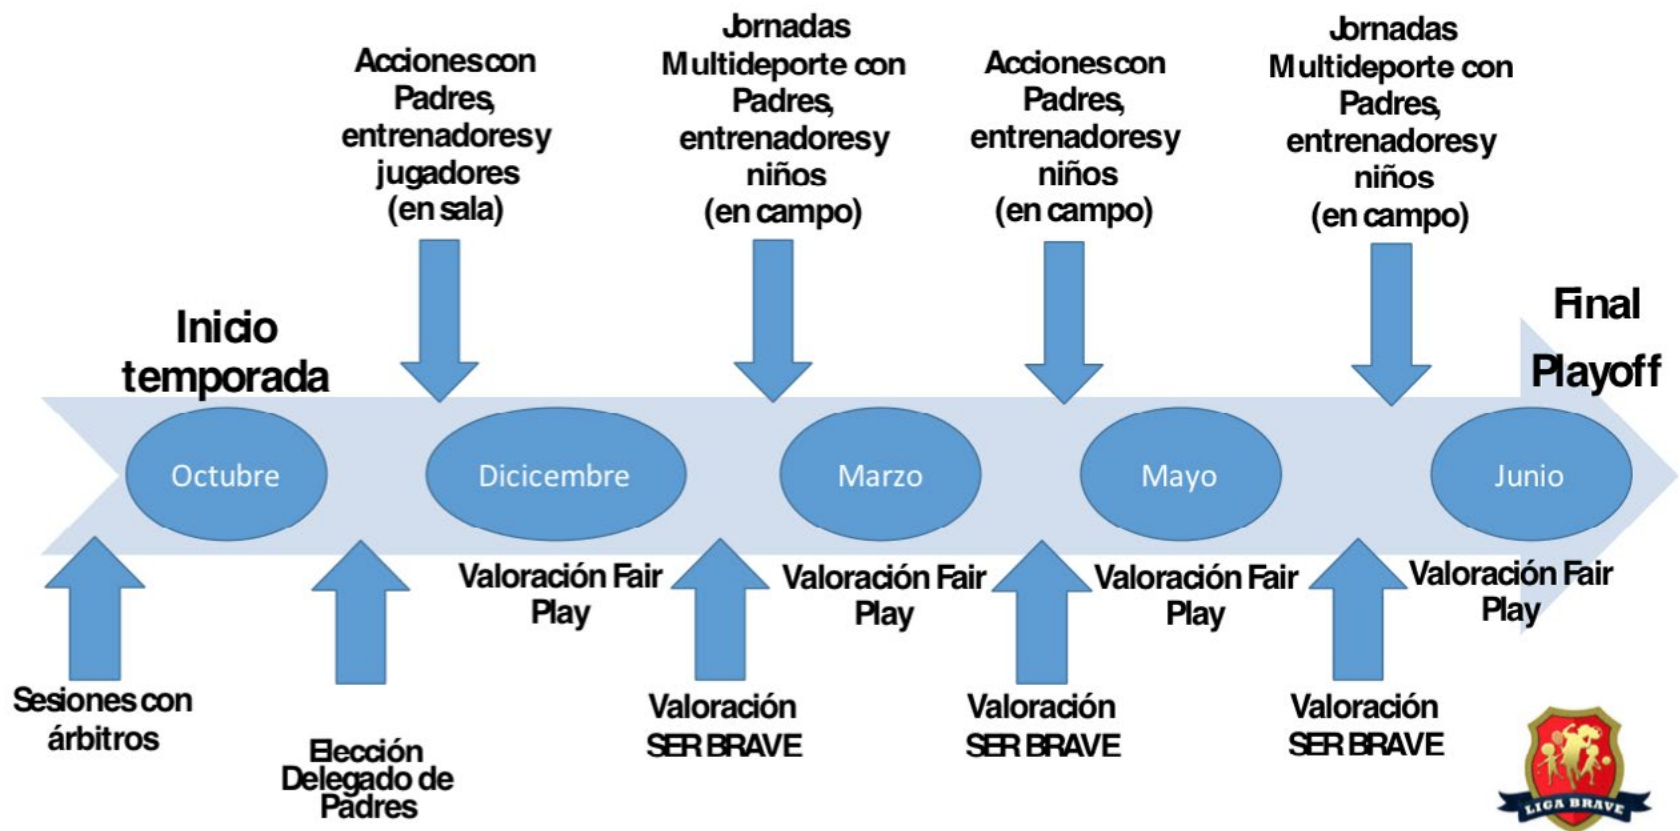 Acciones con
Padres,
entrenadores y
jugadores
(en sala)
Jornadas
Multideporte con
Padres,
entrenadores y
niños
(en campo)
Acciones con
Padres,
entrenadores y
niños
(en campo)
Jornadas
Multideporte con
Padres,
entrenadores y
niños
(en campo)
Inicio
temporada
Final
Playoff
Octubre
Dicicembre
Marzo
Mayo
Junio
Valoración Fair
Play
Valoración Fair
Play
Valoración Fair
Play
Valoración Fair
Play
Sesiones con
árbitros
Elección
Delegado de
Padres
Valoración
SER BRAVE
Valoración
SER BRAVE
Valoración
SER BRAVE
LIGA BRAVE